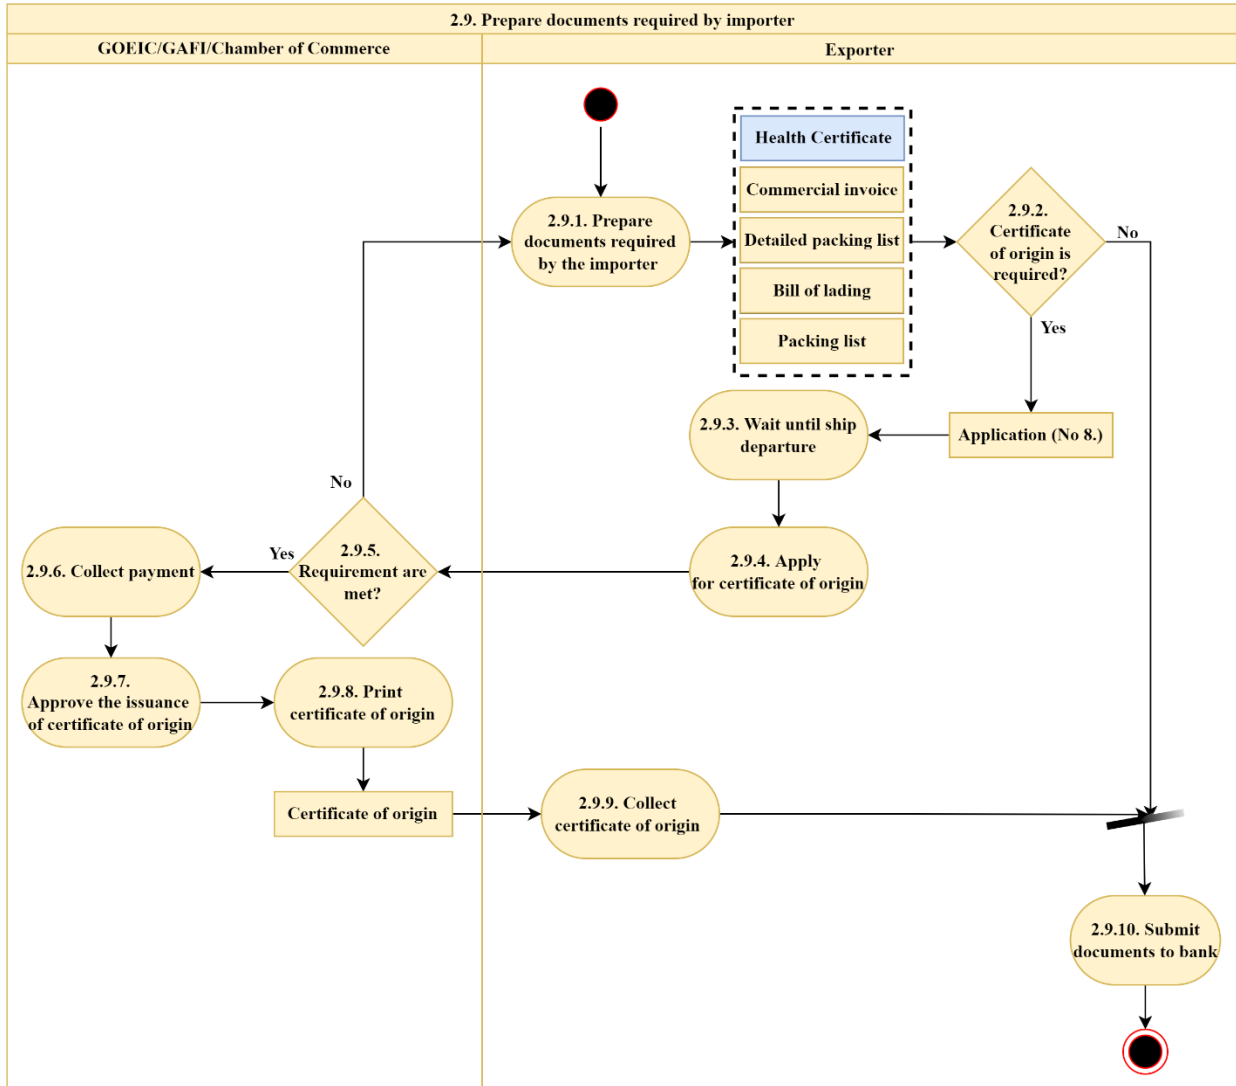 2.9. Prepare documents required by importer
GOEIC/GAFI/Chamber of Commerce
Exporter
Health Certificate
Commercial invoice
Detailed packing list
Bill of lading
Packing list
2.9.1. Prepare
documents required
by the importer
2.9.2.
Certificate
of origin is
required?
No
Yes
Application (No 8.)
2.9.3. Wait until ship
departure
2.9.4. Apply
for certificate of origin
No
2.9.5.
Requirement are
met?
Yes
2.9.6. Collect payment
2.9.7.
Approve the issuance
of certificate of origin
2.9.8. Print
certificate of origin
Certificate of origin
2.9.9. Collect
certificate of origin
2.9.10. Submit
documents to bank